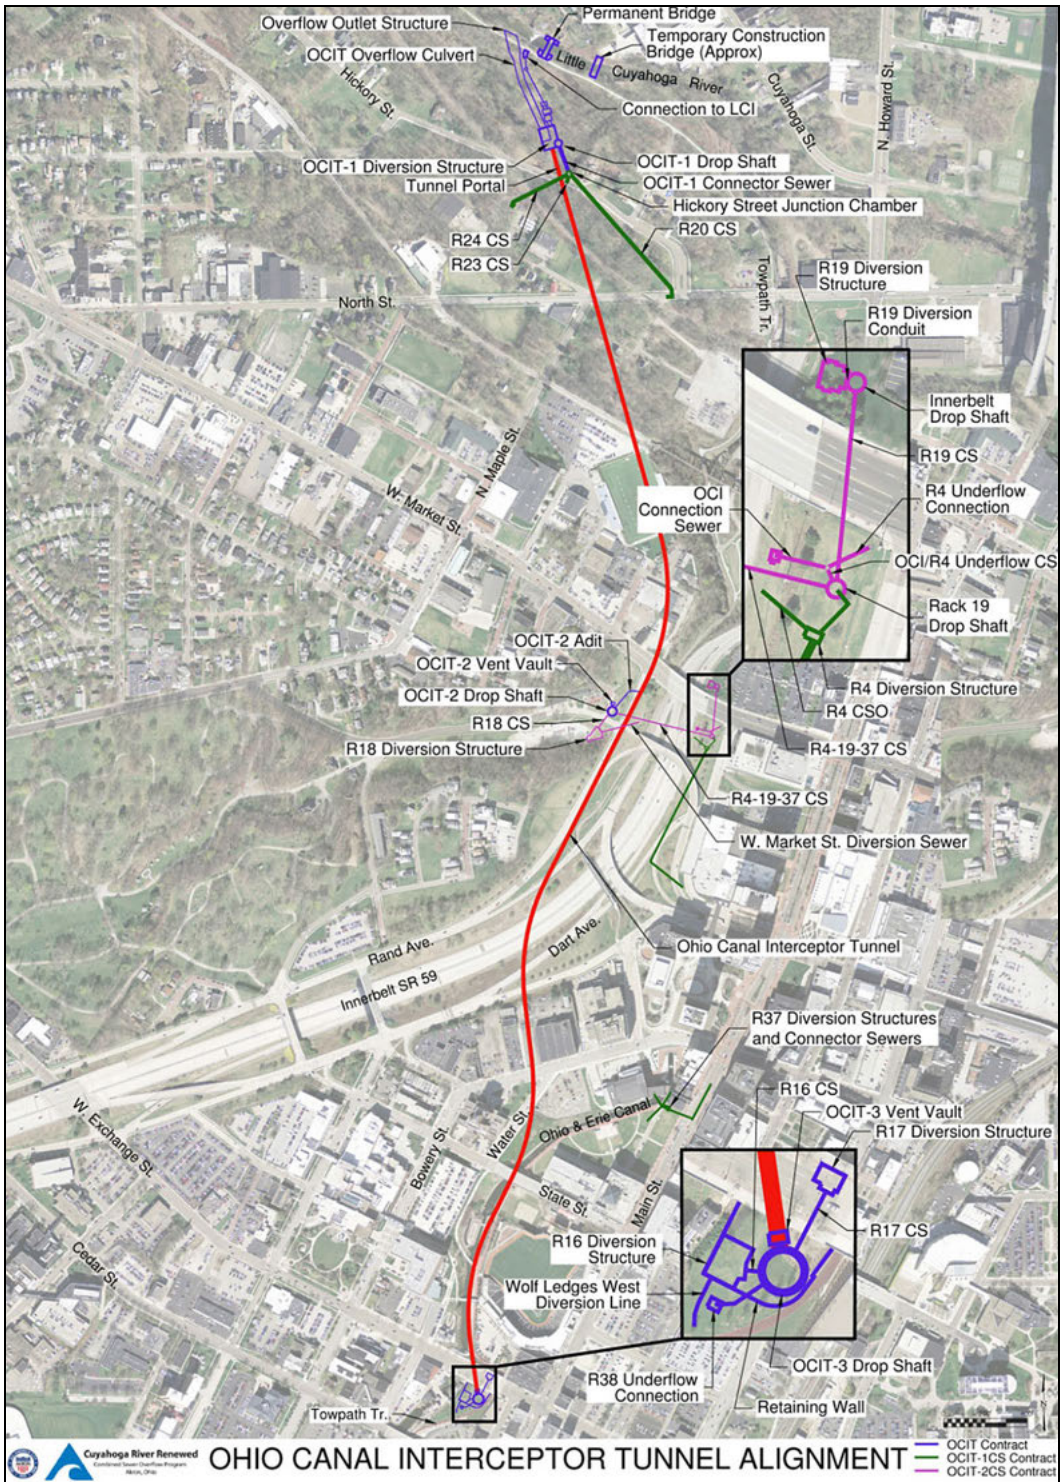 Overflow Outlet Structure
Permanent Bridge
OCIT Overflow Culvert
Temporary Construction
Bridge (Approx)
Little Cuyahoga River
Hickory St.
Cuyahoga St.
N. Howard St.
Connection to LCI
OCIT-1 Diversion Structure
OCIT-1 Drop Shaft
Tunnel Portal
OCIT-1 Connector Sewer
Hickory Street Junction Chamber
R24 CS
R20 CS
R23 CS
Towpath Tr.
North St.
R19 Diversion
Structure
R19 Diversion
Conduit
Innerbelt
Drop Shaft
N. Maple St.
R19 CS
W. Market St.
OCI
Connection
Sewer
R4 Underflow
Connection
OCI/R4 Underflow CS
Rack 19
Drop Shaft
OCIT-2 Adit
OCIT-2 Vent Vault
OCIT-2 Drop Shaft
R18 CS
R18 Diversion Structure
R4 Diversion Structure
R4 CSO
R4-19-37 CS
R4-19-37 CS
W. Market St. Diversion Sewer
Rand Ave.
Dart Ave.
Ohio Canal Interceptor Tunnel
Innerbelt SR 59
R37 Diversion Structures
and Connector Sewers
R16 CS
OCIT-3 Vent Vault
R17 Diversion Structure
W. Exchange St.
Bowery St.
Water St.
Ohio & Erie Canal
State St.
Main St.
R17 CS
R16 Diversion
Structure
Cedar St.
Wolf Ledges West
Diversion Line
OCIT-3 Drop Shaft
R38 Underflow
Connection
Retaining Wall
Towpath Tr.
Cuyahoga River Renewed
Combined Sewer Overflow Program
Akron, Ohio
OHIO CANAL INTERCEPTOR TUNNEL ALIGNMENT
OCIT Contract
OCIT-1CS Contract
OCIT-2CS Contract